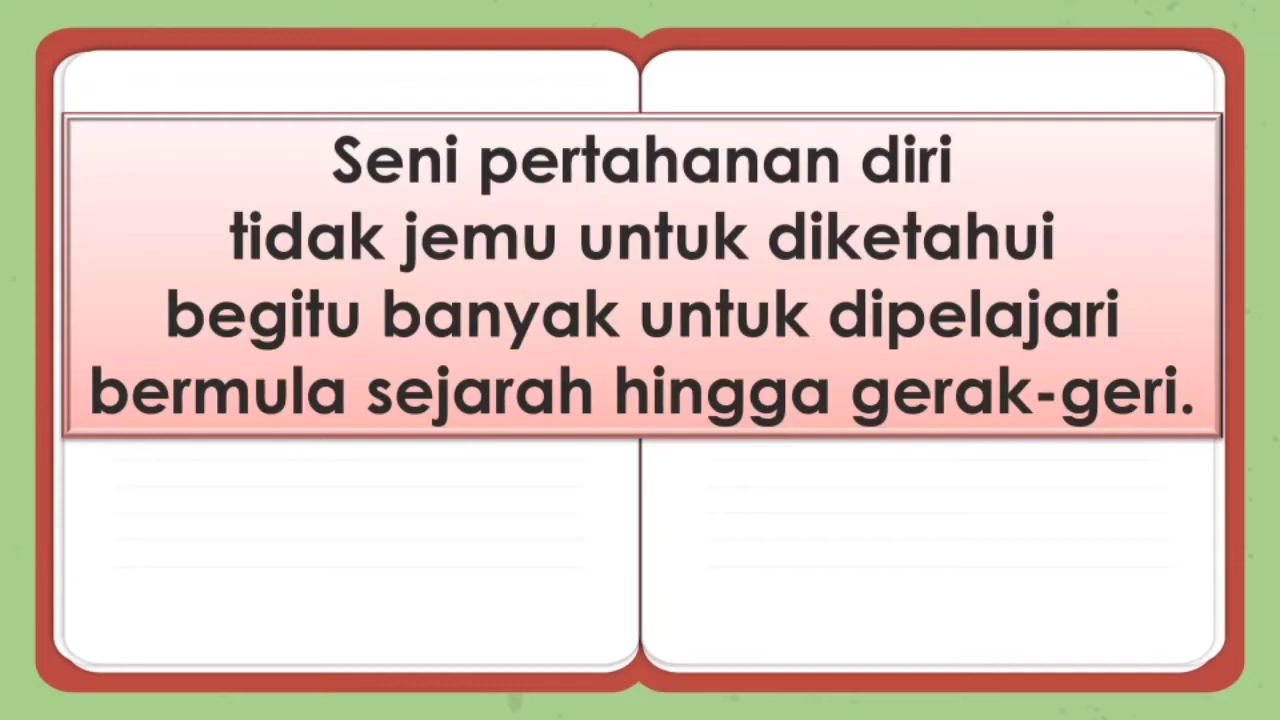 Seni pertahanan diri
tidak jemu untuk diketahui
begitu banyak untuk dipelajari
bermula sejarah hingga gerak-geri.